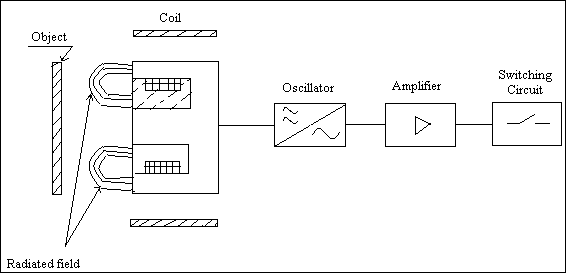 Coil
Object
Oscillator
Amplifier
Switching
Circuit
Radiated field